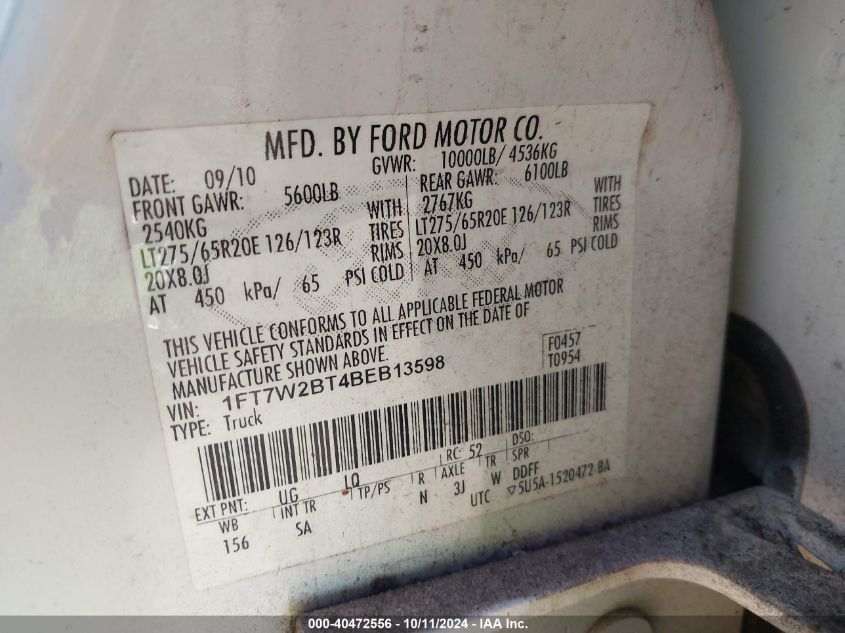 MFD. BY FORD MOTOR CO.
DATE: 09/10 GVWR: 10000LB/ 4536KG
FRONT GAWR: 5600LB REAR GAWR: 6100LB
2540KG WITH 2767KG WITH
LT275/65R20E 126/123R TIRES LT275/65R20E 126/123R TIRES
20X8.0J RIMS 20X8.0J RIMS
AT 450 kPa/ 65 PSI COLD AT 450 kPa/ 65 PSI COLD
THIS VEHICLE CONFORMS TO ALL APPLICABLE FEDERAL MOTOR
VEHICLE SAFETY STANDARDS IN EFFECT ON THE DATE OF
MANUFACTURE SHOWN ABOVE.
F0457
T0954
VIN: 1FT7W2BT4BEB13598
TYPE: Truck
EXT PNT: UG LQ RC: 52 DSO:
WB INT TR TP/PS R AXLE TR SPR
156 SA N 3J W DDFF
UTC ▽5U5A-1520472-BA
000-40472556 - 10/11/2024 - IAA Inc.